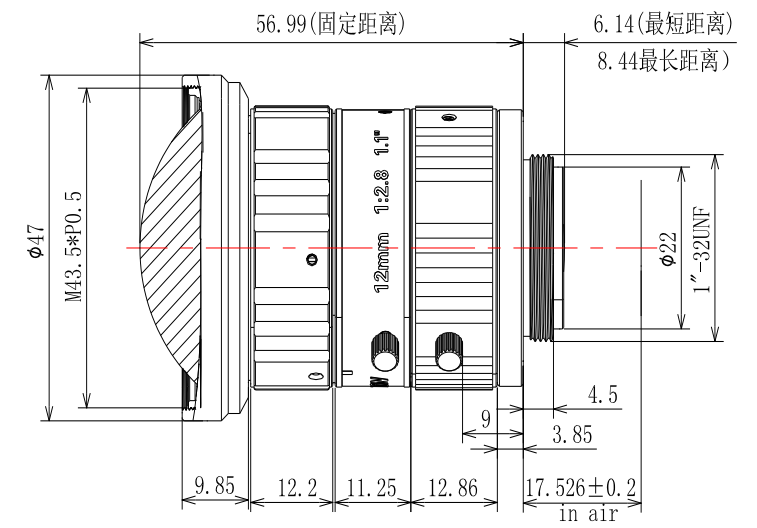 56.99(固定距离)
6.14(最短距离)
8.44最长距离）
ϕ47
M43.5*P0.5
12mm 1:2.8 1.1"
ϕ22
1″-32UNF
4.5
9
3.85
9.85
12.2
11.25
12.86
17.526±0.2
in air